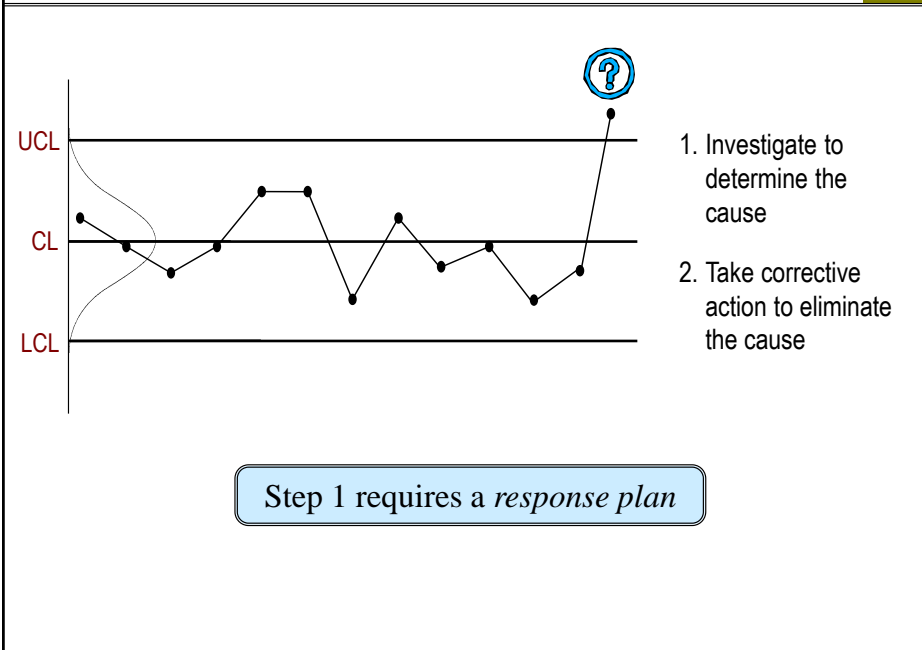 ?
UCL
CL
LCL
1. Investigate to
determine the
cause
2. Take corrective
action to eliminate
the cause
Step 1 requires a response plan